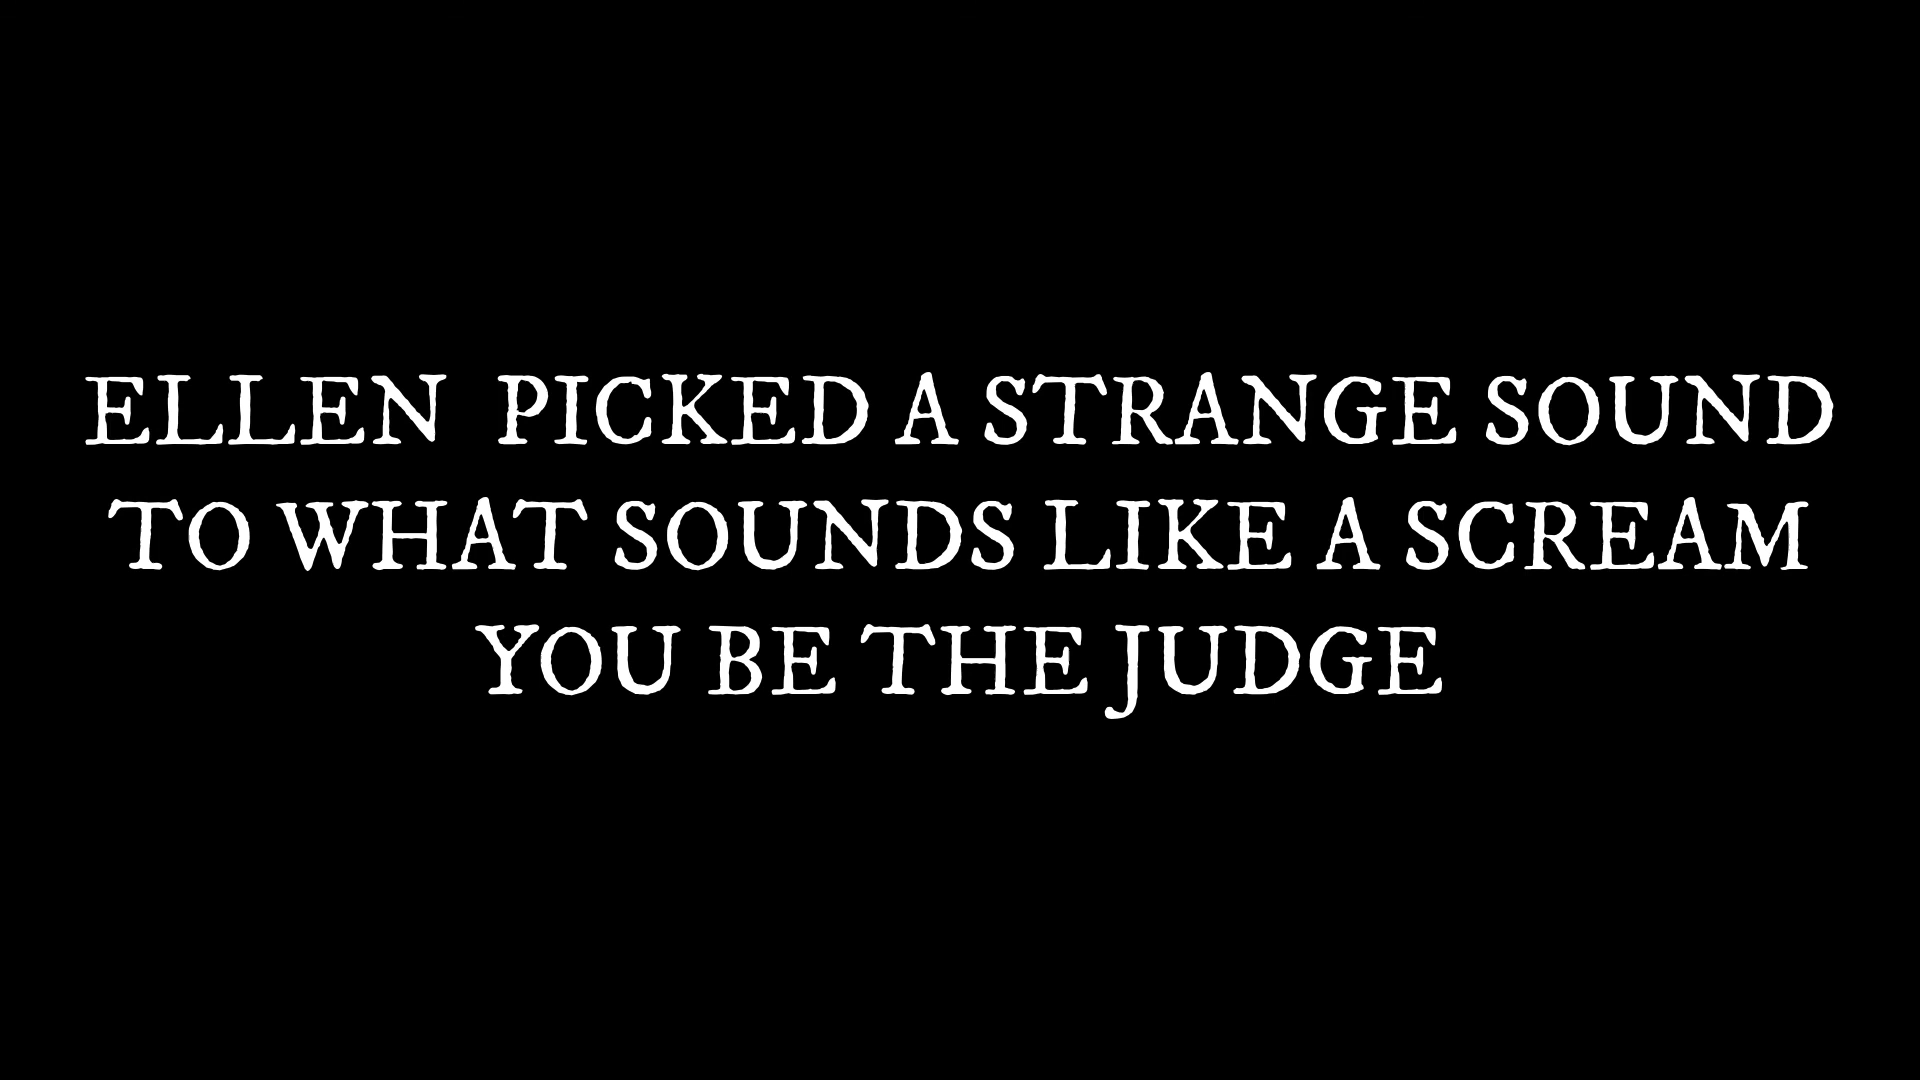 ELLEN  PICKED A STRANGE SOUND
TO WHAT SOUNDS LIKE A SCREAM
YOU BE THE JUDGE